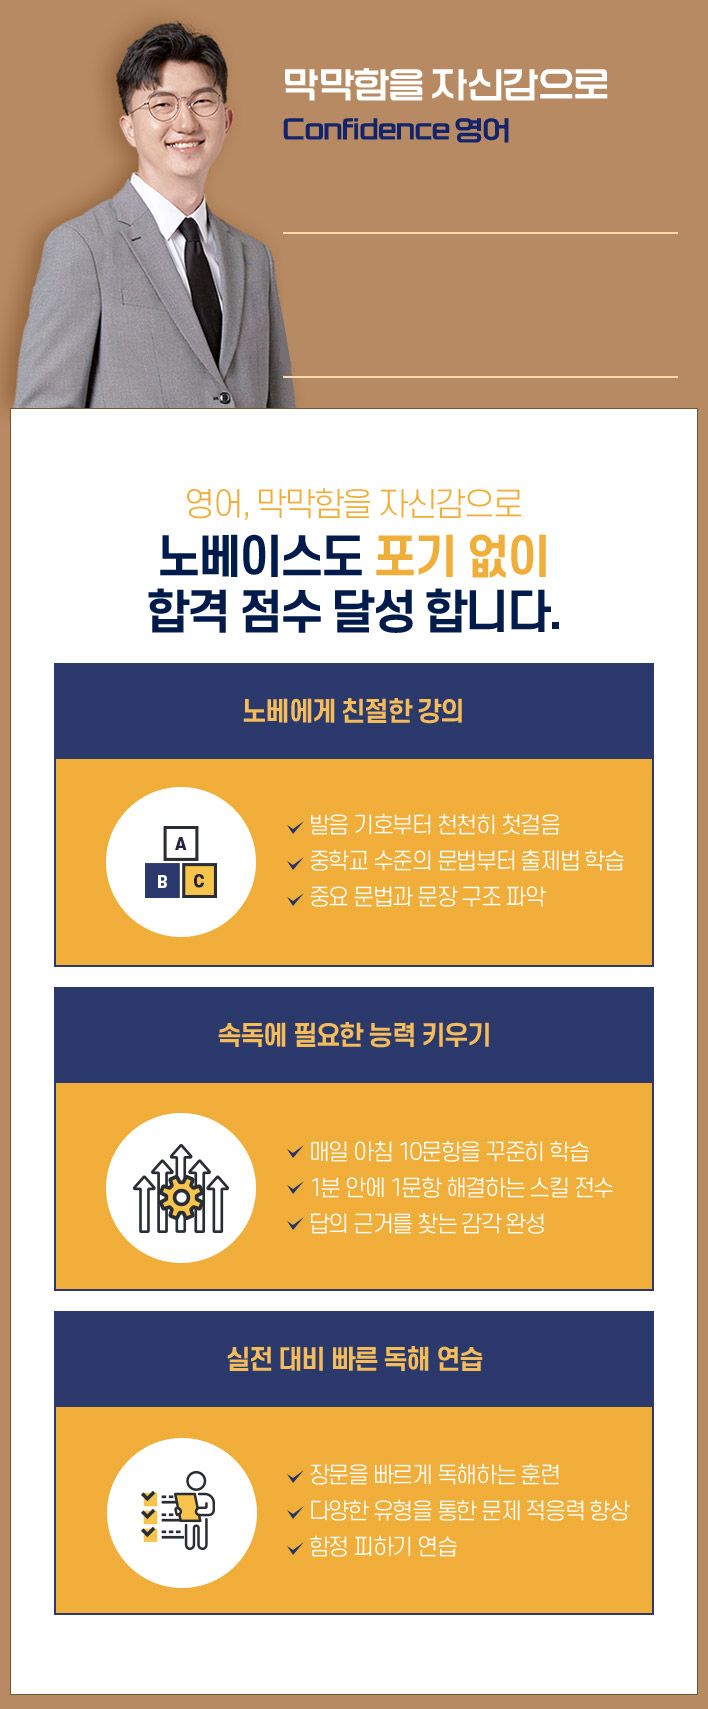 막막함을 자신감으로
Confidence 영어
영어, 막막함을 자신감으로
노베이스도 포기 없이
합격 점수 달성 합니다.
노베에게 친절한 강의
A
B C
발음 기호부터 천천히 첫걸음
중학교 수준의 문법부터 출제법 학습
중요 문법과 문장 구조 파악
속독에 필요한 능력 키우기
매일 아침 10문항을 꾸준히 학습
1분 안에 1문항 해결하는 스킬 전수
답의 근거를 찾는 감각 완성
실전 대비 빠른 독해 연습
장문을 빠르게 독해하는 훈련
다양한 유형을 통한 문제 적응력 향상
함정 피하기 연습